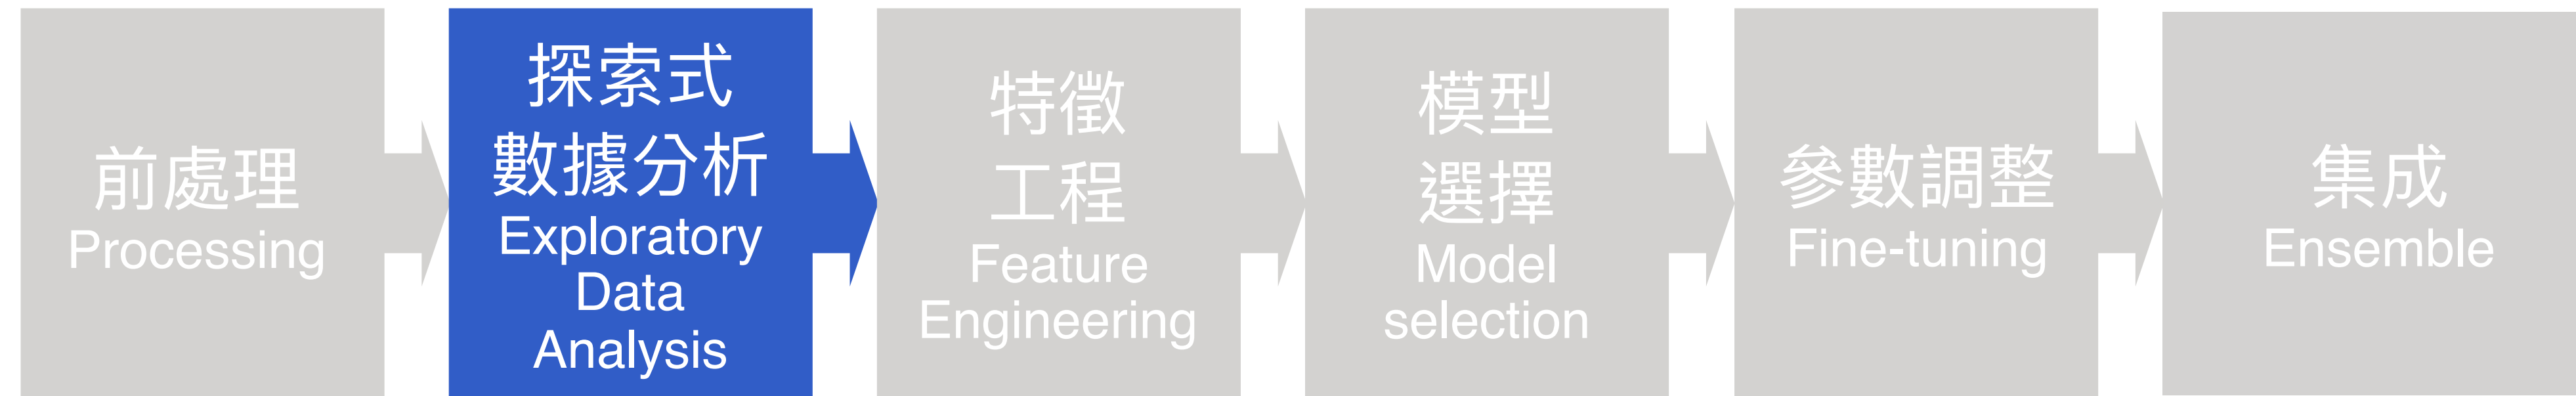 前處理
Processing
探索式
數據分析
Exploratory
Data
Analysis
特徵
工程
Feature
Engineering
模型
選擇
Model
selection
參數調整
Fine-tuning
集成
Ensemble